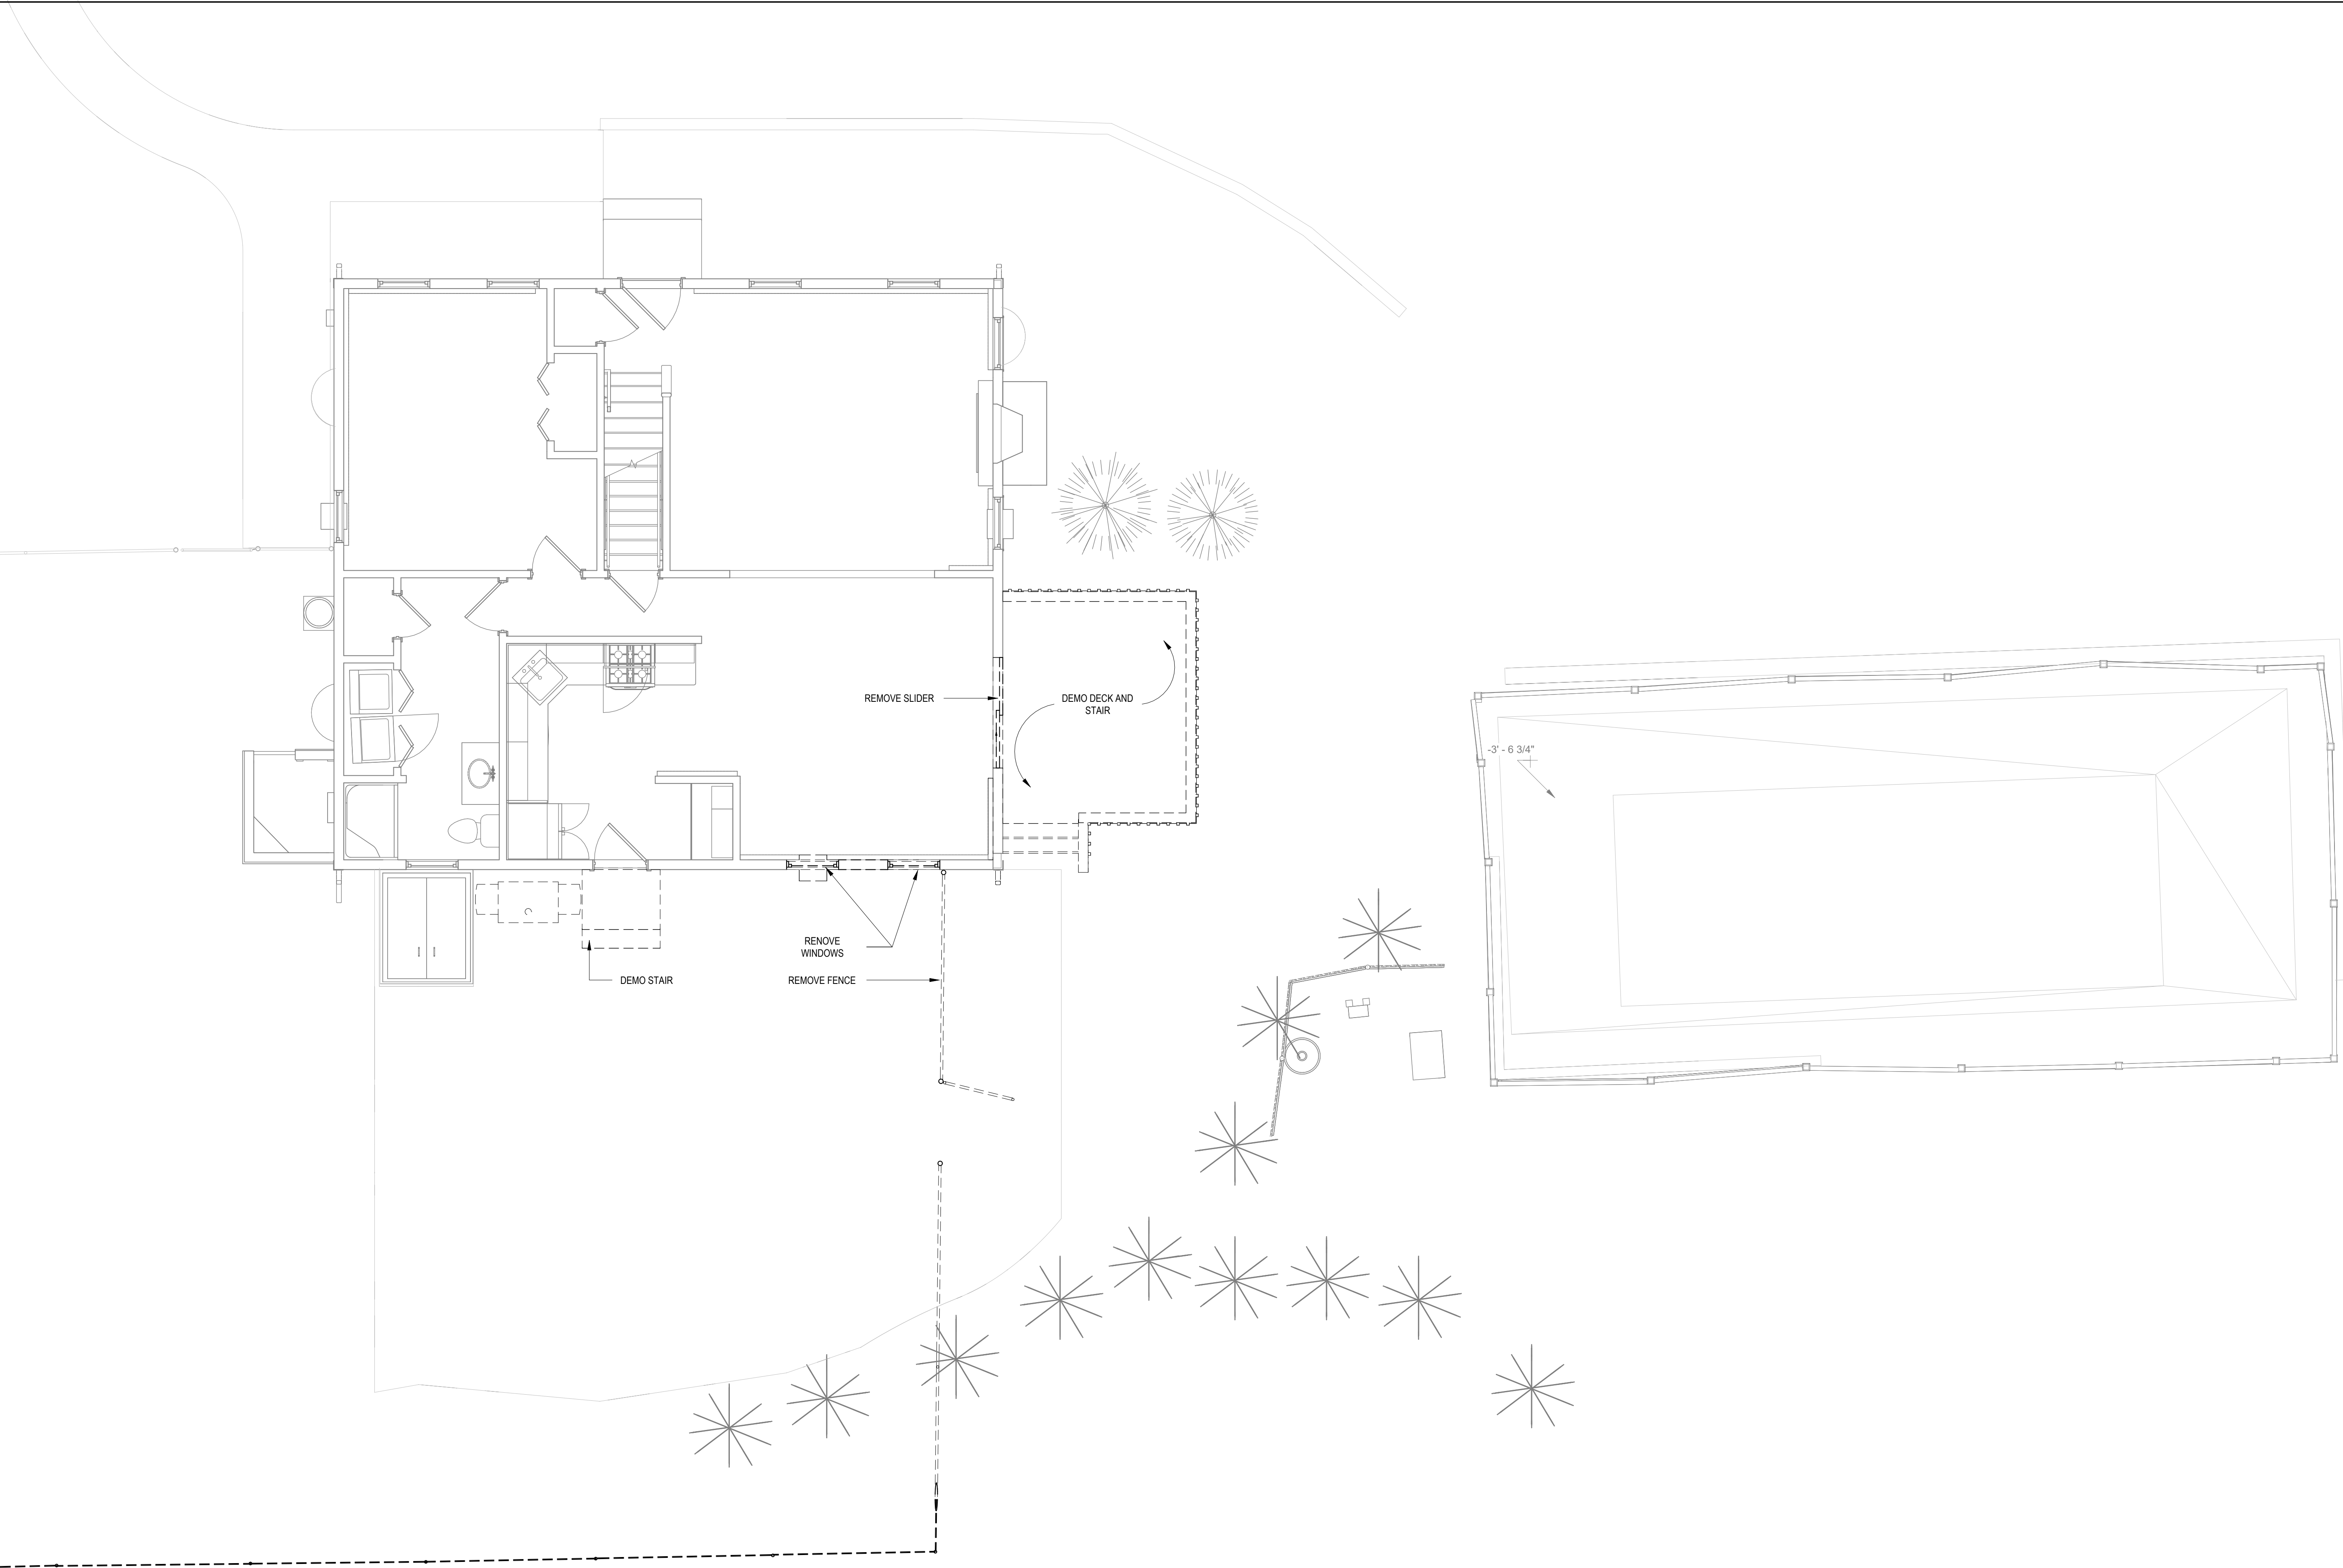 REMOVE SLIDER
DEMO DECK AND
STAIR
-3' - 6 3/4"
RENOVE
WINDOWS
DEMO STAIR
REMOVE FENCE